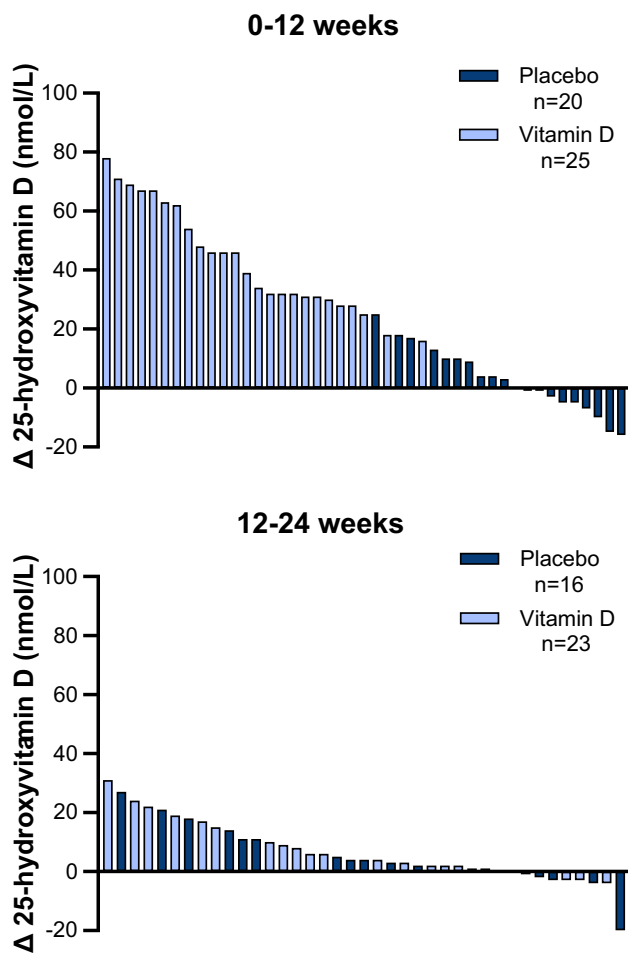 0-12 weeks
Δ 25-hydroxyvitamin D (nmol/L)
100
80
60
40
20
0
-20
Placebo
n=20
Vitamin D
n=25
12-24 weeks
Δ 25-hydroxyvitamin D (nmol/L)
100
80
60
40
20
0
-20
Placebo
n=16
Vitamin D
n=23